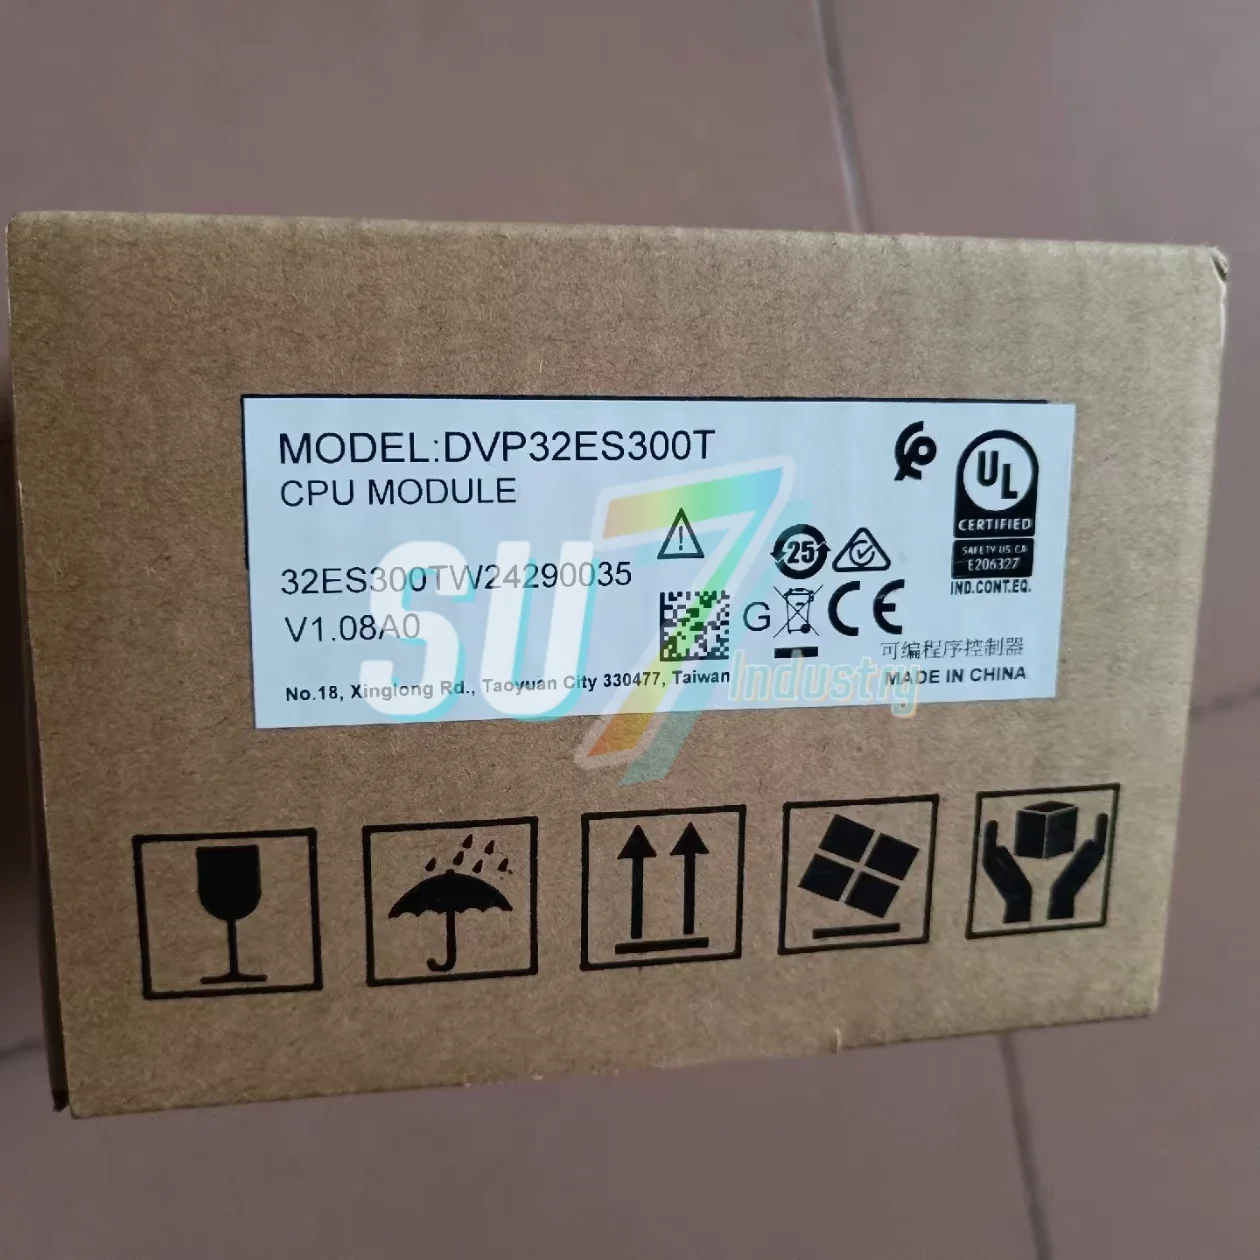 MODEL:DVP32ES300T
CPU MODULE
32ES300TW24290035
V1.08A0
No.18, Xinglong Rd., Taoyuan City 330477, Taiwan
25
G
CE
UL
CERTIFIED
SAFETY US CA
E206327
IND.CONT.EQ.
可编程序控制器
MADE IN CHINA
SU7
Industry